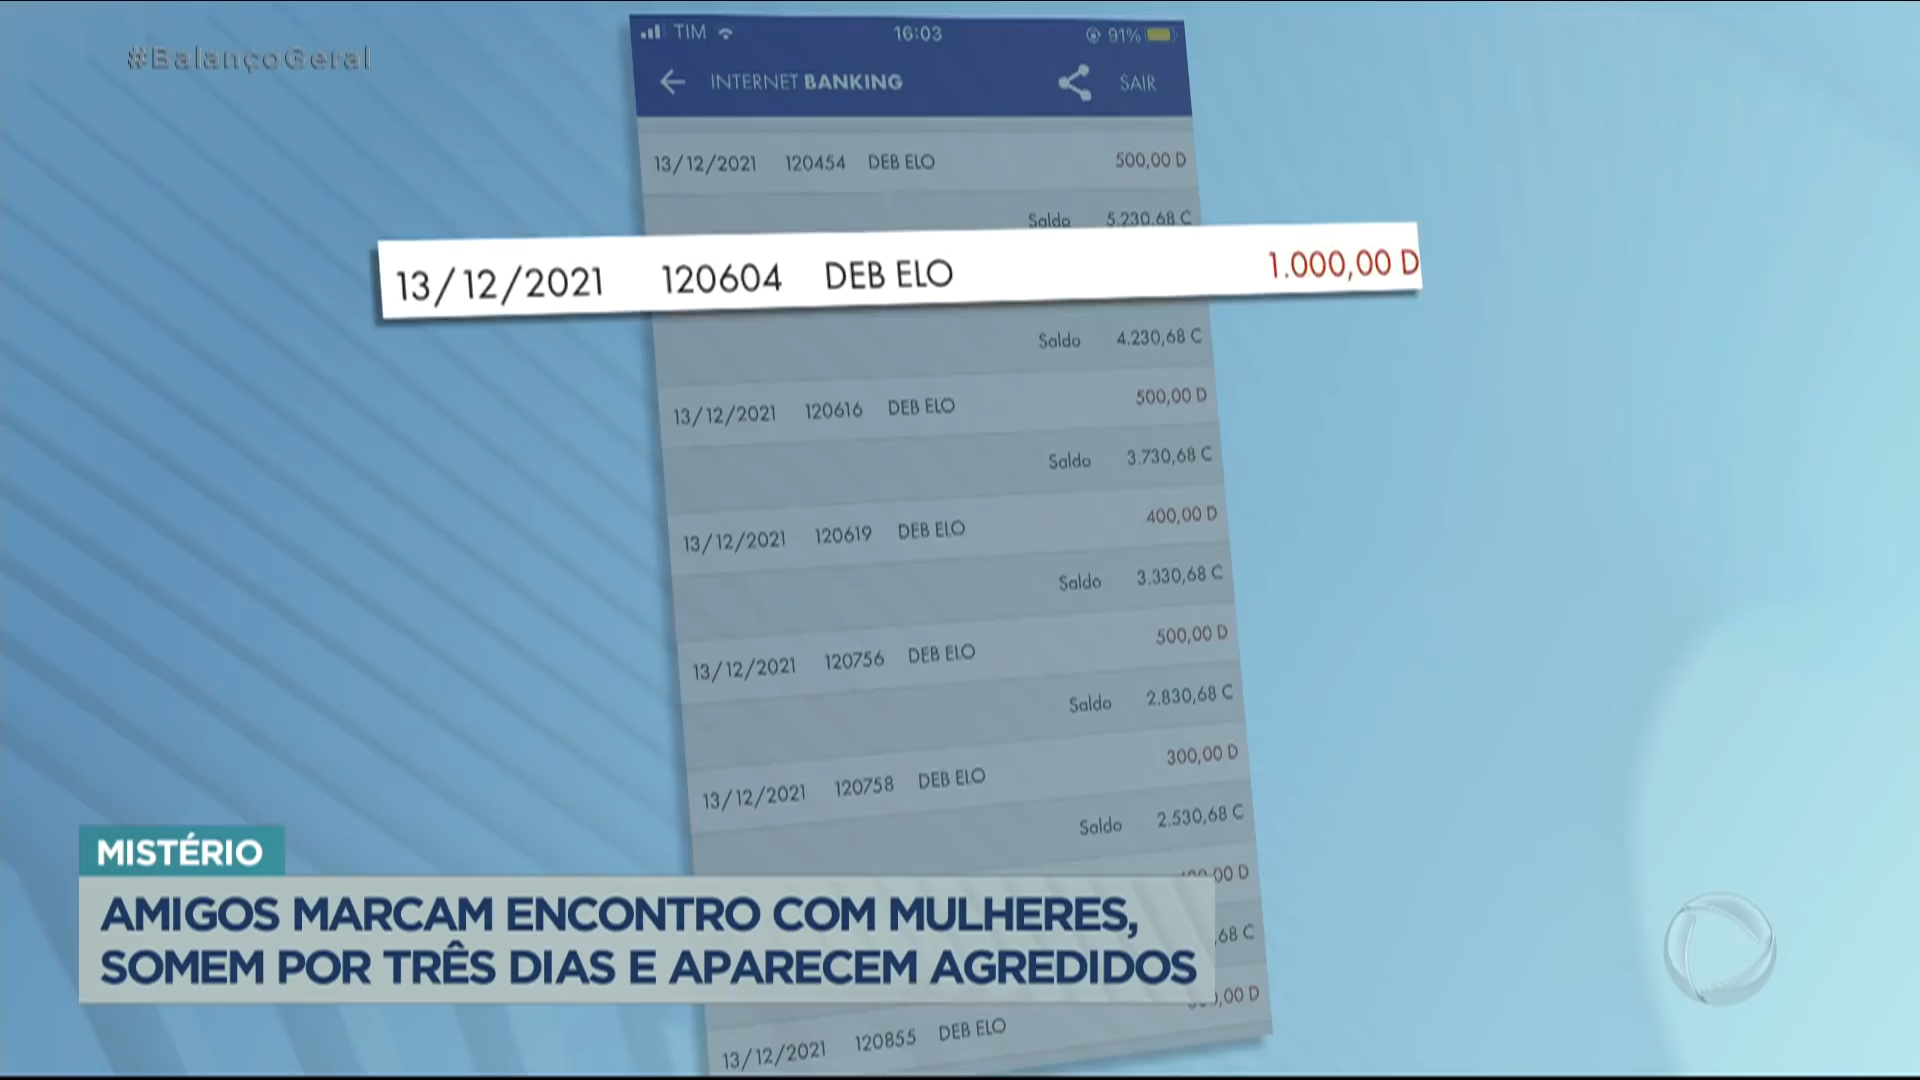 #BalançoGeral
TIM 16:03 91%
INTERNET BANKING SAIR
13/12/2021 120454 DEB ELO 500,00 D
Saldo 5.230,68 C
13/12/2021 120604 DEB ELO 1.000,00 D
Saldo 4.230,68 C
13/12/2021 120616 DEB ELO 500,00 D
Saldo 3.730,68 C
13/12/2021 120619 DEB ELO 400,00 D
Saldo 3.330,68 C
13/12/2021 120756 DEB ELO 500,00 D
Saldo 2.830,68 C
13/12/2021 120758 DEB ELO 300,00 D
Saldo 2.530,68 C
MISTÉRIO
AMIGOS MARCAM ENCONTRO COM MULHERES,
SOMEM POR TRÊS DIAS E APARECEM AGREDIDOS
13/12/2021 120855 DEB ELO